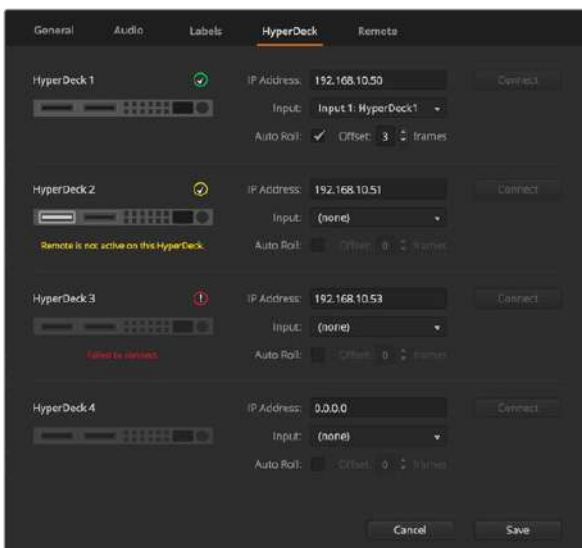 General Audio Labels HyperDeck Remote
HyperDeck 1 IP Address: 192.168.10.50 Connect
Input: Input 1: HyperDeck1
Auto Roll: Offset: 3 frames
HyperDeck 2 IP Address: 192.168.10.51 Connect
Input: (none)
Remote is not active on this HyperDeck. Auto Roll: Offset: 0 frames
HyperDeck 3 IP Address: 192.168.10.53 Connect
Input: (none)
Failed to connect Auto Roll: Offset: 0 frames
HyperDeck 4 IP Address: 0.0.0.0 Connect
Input: (none)
Auto Roll: Offset: 0 frames
Cancel Save